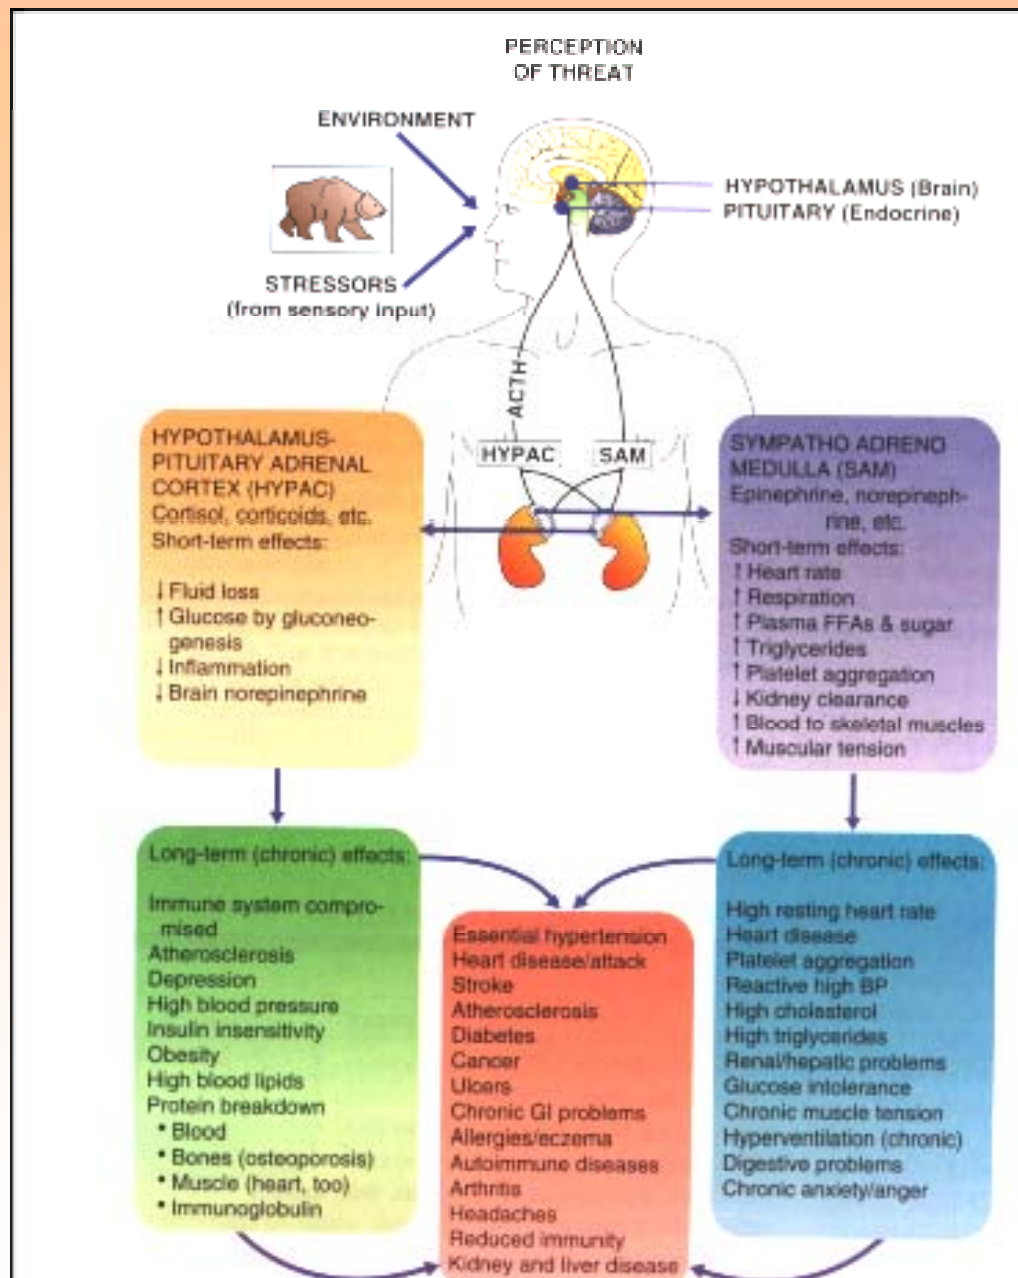 PERCEPTION
OF THREAT
ENVIRONMENT
HYPOTHALAMUS (Brain)
PITUITARY (Endocrine)
STRESSORS
(from sensory input)
ACTH
HYPAC
SAM
HYPOTHALAMUS-
PITUITARY ADRENAL
CORTEX (HYPAC)
Cortisol, corticoids, etc.
Short-term effects:
↓ Fluid loss
↑ Glucose by gluconeo-
genesis
↓ Inflammation
↓ Brain norepinephrine
SYMPATHO ADRENO
MEDULLA (SAM)
Epinephrine, norepineph-
rine, etc.
Short-term effects:
↑ Heart rate
↑ Respiration
↑ Plasma FFAs & sugar
↑ Triglycerides
↑ Platelet aggregation
↓ Kidney clearance
↑ Blood to skeletal muscles
↑ Muscular tension
Long-term (chronic) effects:
Immune system compro-
mised
Atherosclerosis
Depression
High blood pressure
Insulin insensitivity
Obesity
High blood lipids
Protein breakdown
• Blood
• Bones (osteoporosis)
• Muscle (heart, too)
• Immunoglobulin
Essential hypertension
Heart disease/attack
Stroke
Atherosclerosis
Diabetes
Cancer
Ulcers
Chronic GI problems
Allergies/eczema
Autoimmune diseases
Arthritis
Headaches
Reduced immunity
Kidney and liver disease
Long-term (chronic) effects:
High resting heart rate
Heart disease
Platelet aggregation
Reactive high BP
High cholesterol
High triglycerides
Renal/hepatic problems
Glucose intolerance
Chronic muscle tension
Hyperventilation (chronic)
Digestive problems
Chronic anxiety/anger